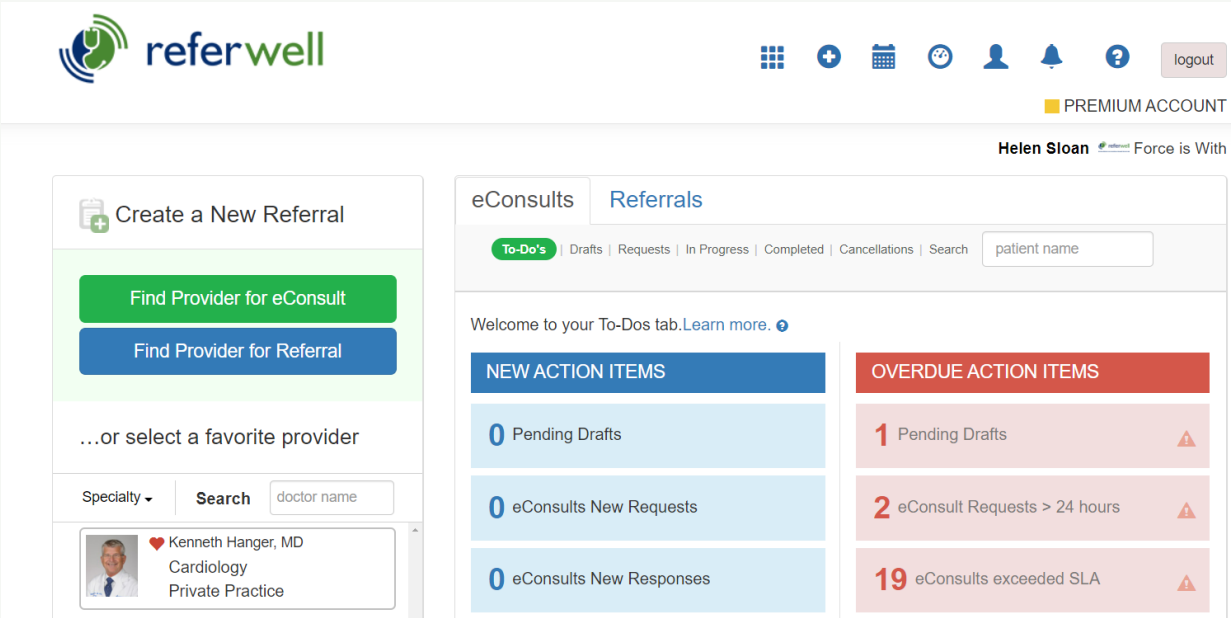 referwell
logout
PREMIUM ACCOUNT
Helen Sloan referwell Force is With
Create a New Referral
Find Provider for eConsult
Find Provider for Referral
…or select a favorite provider
Specialty
Search
doctor name
Kenneth Hanger, MD
Cardiology
Private Practice
eConsults
Referrals
To-Do's | Drafts | Requests | In Progress | Completed | Cancellations | Search
patient name
Welcome to your To-Dos tab.Learn more. ?
NEW ACTION ITEMS
0 Pending Drafts
0 eConsults New Requests
0 eConsults New Responses
OVERDUE ACTION ITEMS
1 Pending Drafts
2 eConsult Requests > 24 hours
19 eConsults exceeded SLA